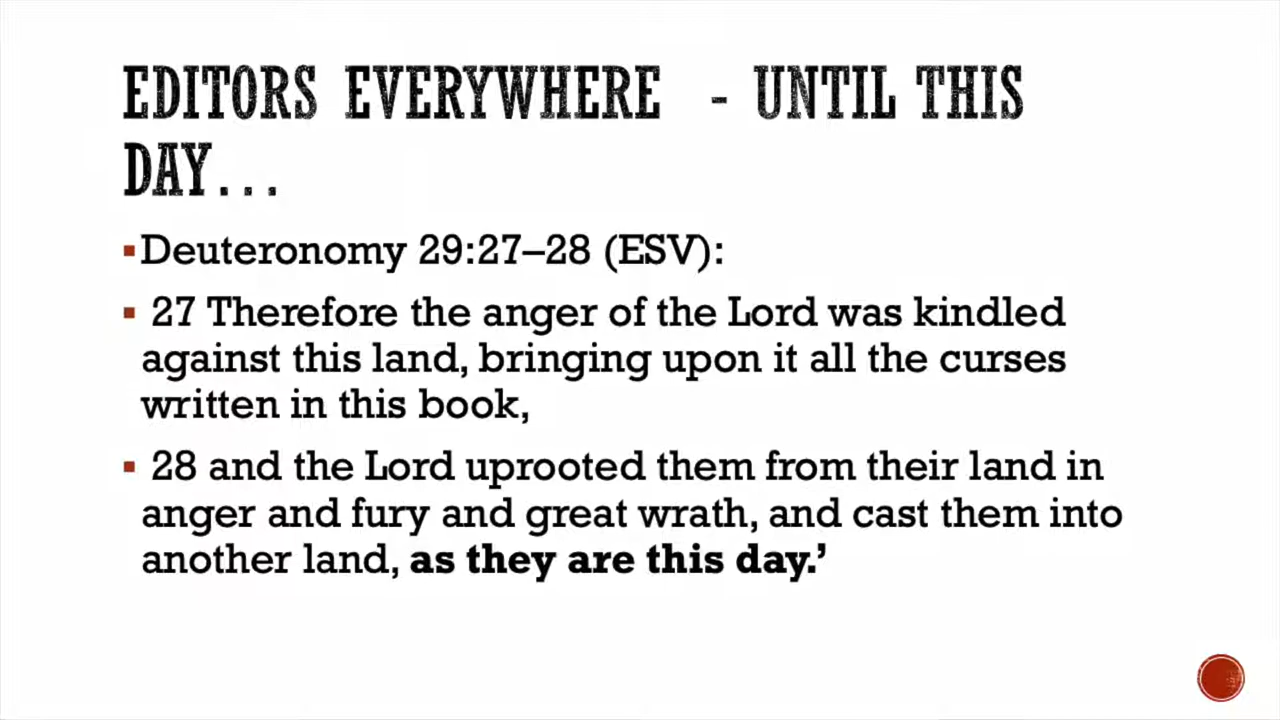 EDITORS EVERYWHERE - UNTIL THIS
DAY...
Deuteronomy 29:27–28 (ESV):
27 Therefore the anger of the Lord was kindled
against this land, bringing upon it all the curses
written in this book,
28 and the Lord uprooted them from their land in
anger and fury and great wrath, and cast them into
another land, as they are this day.’